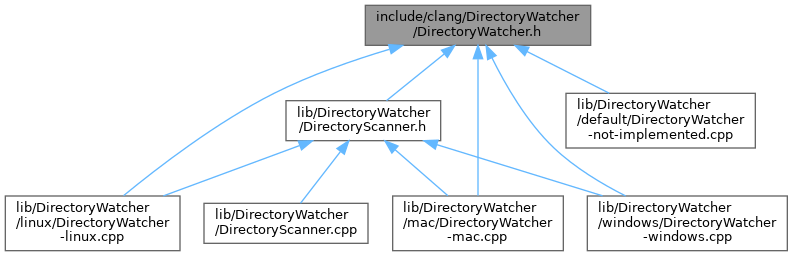 include/clang/DirectoryWatcher
/DirectoryWatcher.h
lib/DirectoryWatcher
/DirectoryScanner.h
lib/DirectoryWatcher
/default/DirectoryWatcher
-not-implemented.cpp
lib/DirectoryWatcher
/linux/DirectoryWatcher
-linux.cpp
lib/DirectoryWatcher
/DirectoryScanner.cpp
lib/DirectoryWatcher
/mac/DirectoryWatcher
-mac.cpp
lib/DirectoryWatcher
/windows/DirectoryWatcher
-windows.cpp